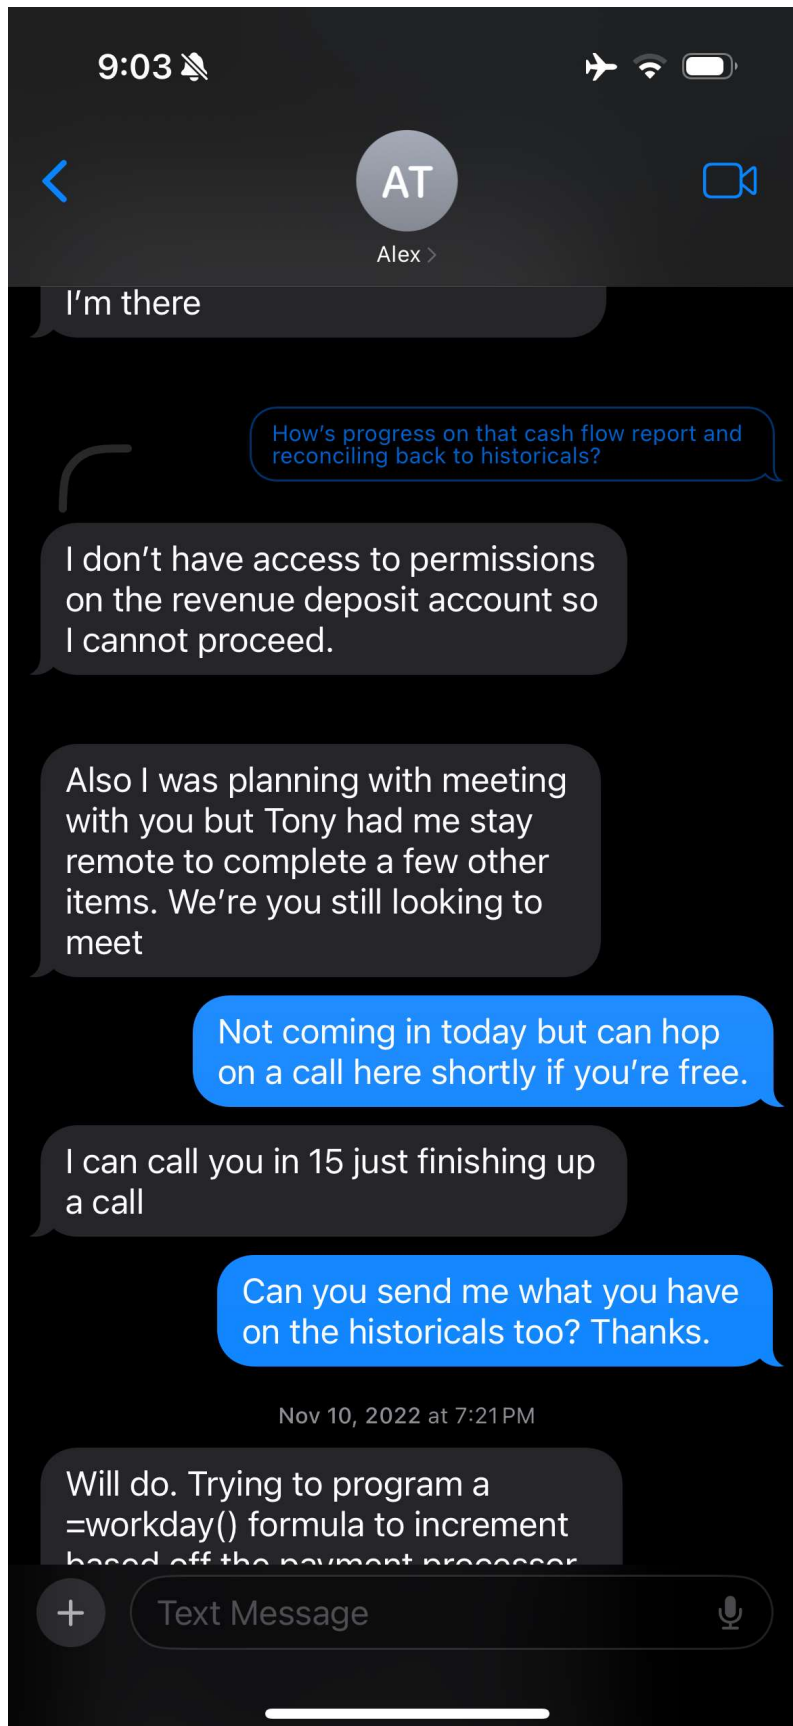 9:03
AT
Alex
I'm there
How's progress on that cash flow report and
reconciling back to historicals?
I don't have access to permissions
on the revenue deposit account so
I cannot proceed.
Also I was planning with meeting
with you but Tony had me stay
remote to complete a few other
items. We're you still looking to
meet
Not coming in today but can hop
on a call here shortly if you're free.
I can call you in 15 just finishing up
a call
Can you send me what you have
on the historicals too? Thanks.
Nov 10, 2022 at 7:21 PM
Will do. Trying to program a
=workday() formula to increment
based off the payment processor
Text Message